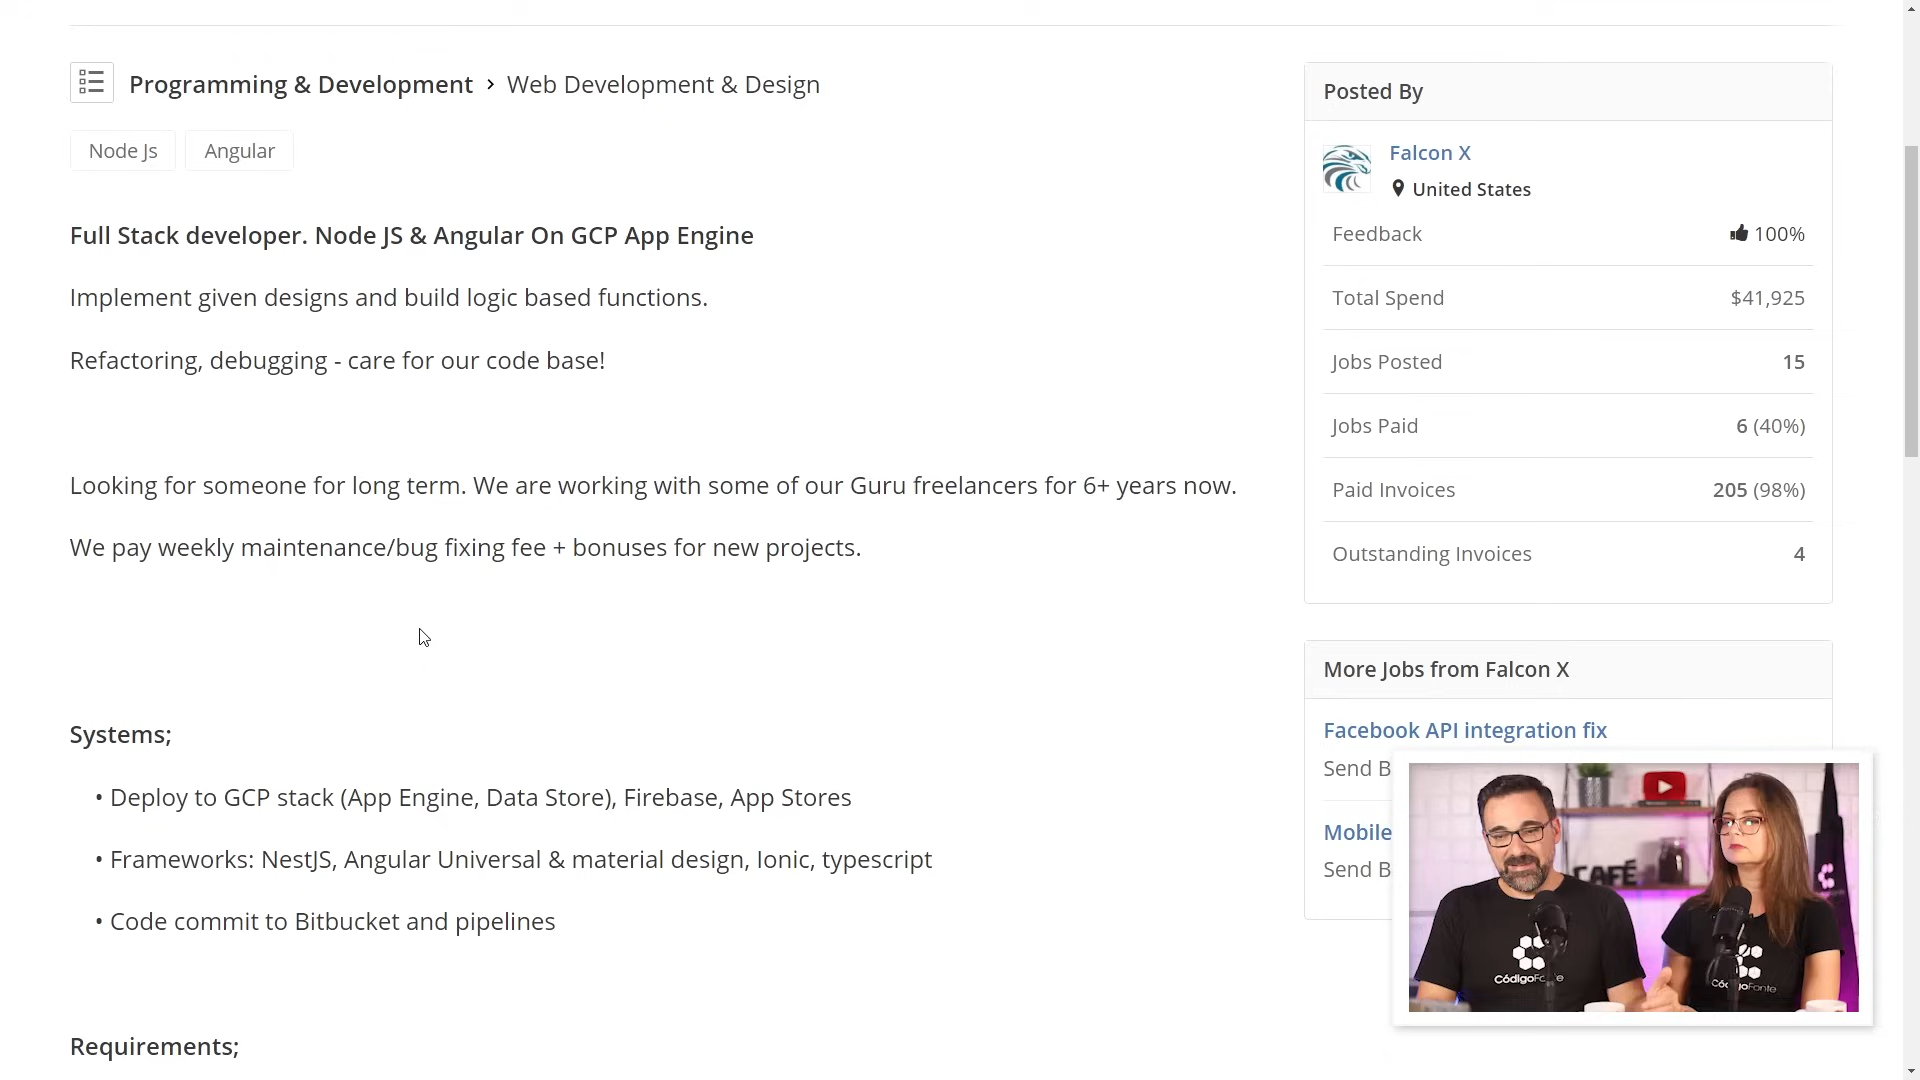 Programming & Development › Web Development & Design
Node Js
Angular
Full Stack developer. Node JS & Angular On GCP App Engine
Implement given designs and build logic based functions.
Refactoring, debugging - care for our code base!
Looking for someone for long term. We are working with some of our Guru freelancers for 6+ years now.
We pay weekly maintenance/bug fixing fee + bonuses for new projects.
Systems;
• Deploy to GCP stack (App Engine, Data Store), Firebase, App Stores
• Frameworks: NestJS, Angular Universal & material design, Ionic, typescript
• Code commit to Bitbucket and pipelines
Requirements;
Posted By
Falcon X
United States
Feedback 100%
Total Spend $41,925
Jobs Posted 15
Jobs Paid 6 (40%)
Paid Invoices 205 (98%)
Outstanding Invoices 4
More Jobs from Falcon X
Facebook API integration fix
Send B
Mobile
Send B
CAFÉ